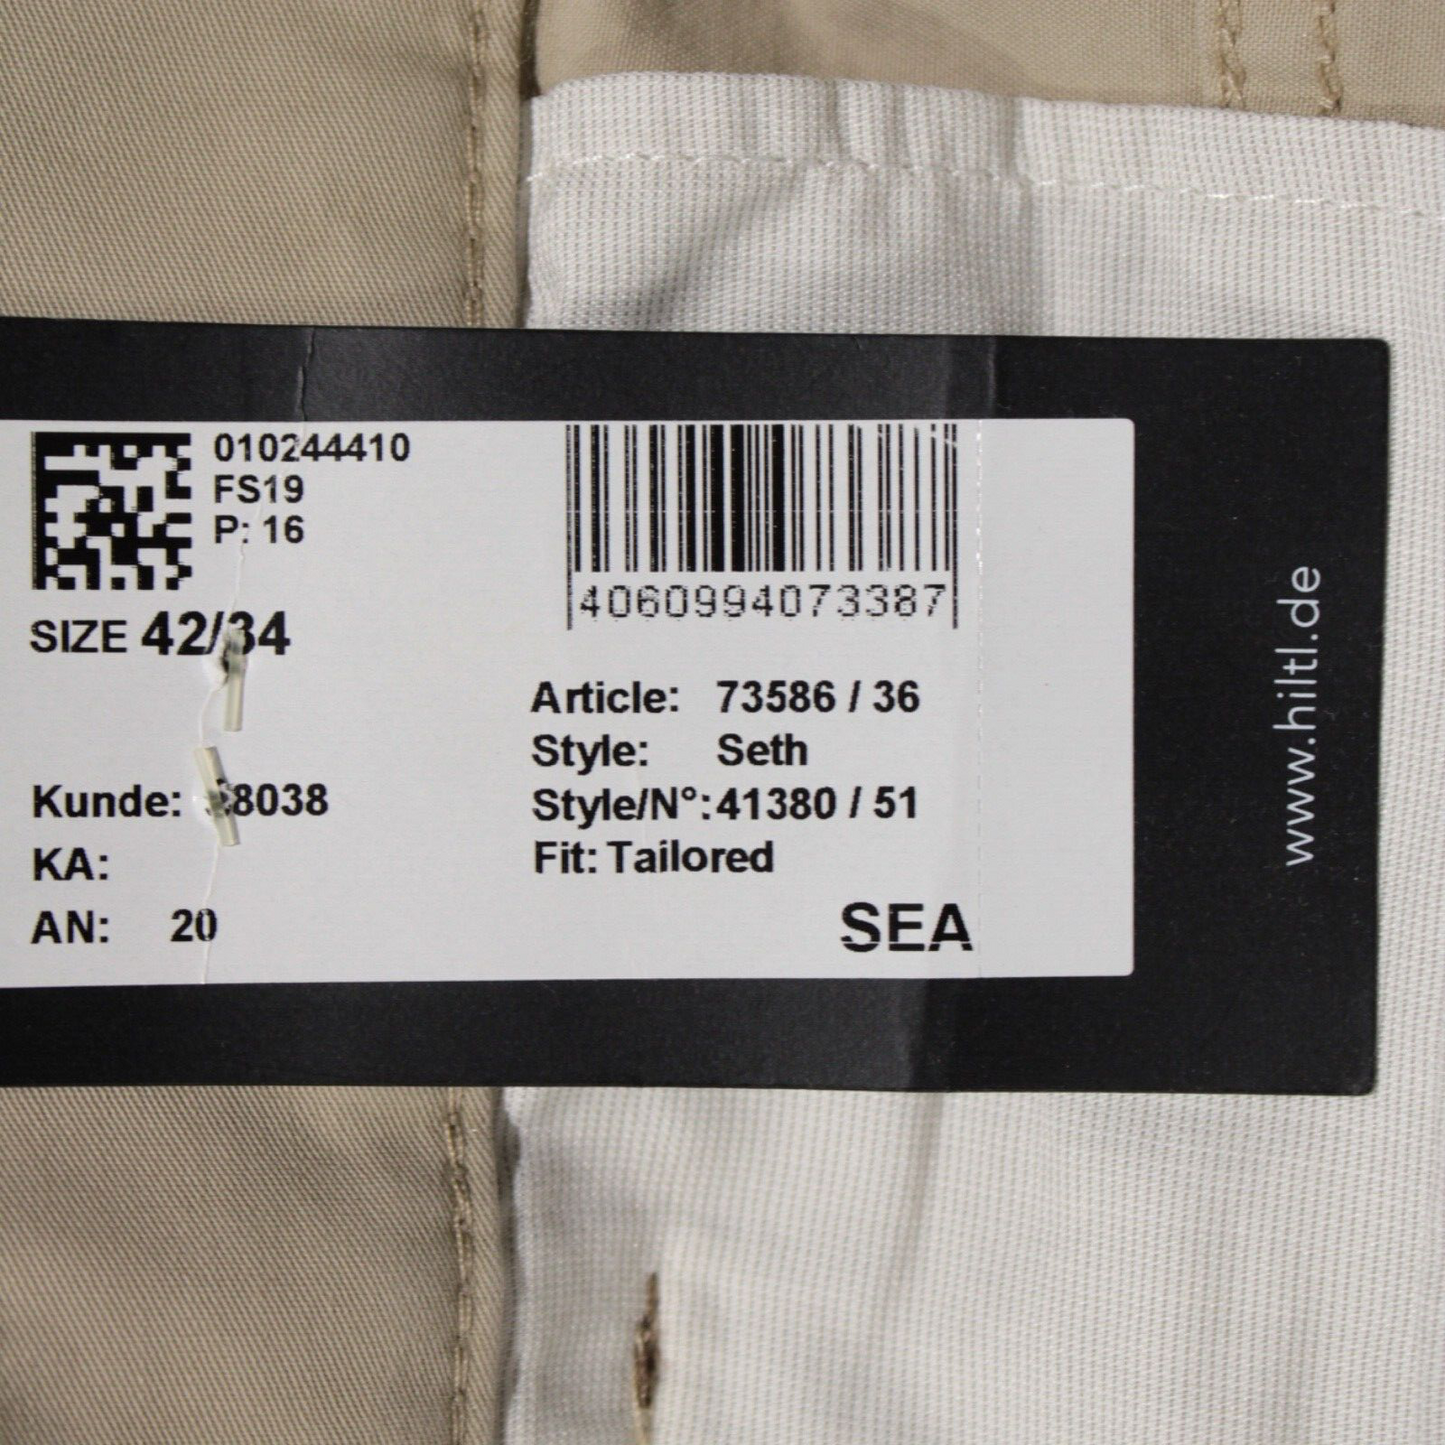 010244410
FS19
P: 16
SIZE 42/34
4060994073387
Article: 73586 / 36
Style: Seth
Style/N°: 41380 / 51
Fit: Tailored
Kunde: 8038
KA:
AN: 20
SEA
www.hiltl.de